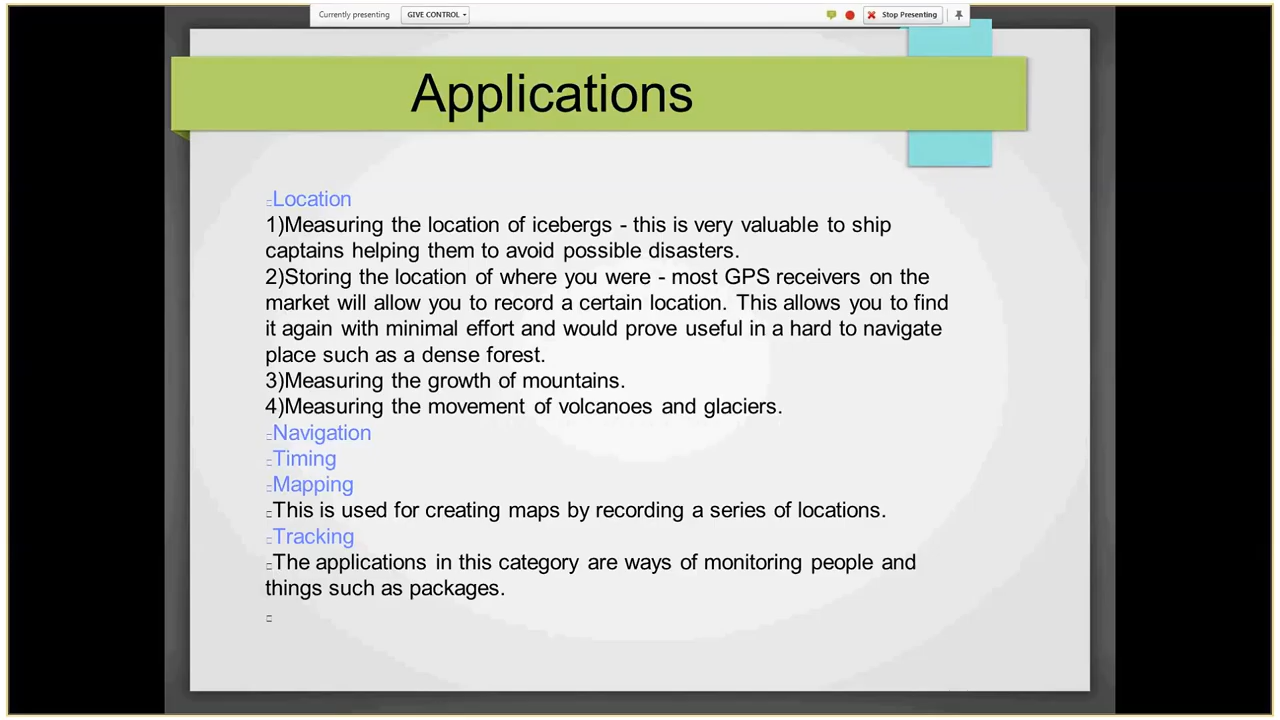 Currently presenting GIVE CONTROL Stop Presenting
Applications
Location
1)Measuring the location of icebergs - this is very valuable to ship
captains helping them to avoid possible disasters.
2)Storing the location of where you were - most GPS receivers on the
market will allow you to record a certain location. This allows you to find
it again with minimal effort and would prove useful in a hard to navigate
place such as a dense forest.
3)Measuring the growth of mountains.
4)Measuring the movement of volcanoes and glaciers.
Navigation
Timing
Mapping
This is used for creating maps by recording a series of locations.
Tracking
The applications in this category are ways of monitoring people and
things such as packages.